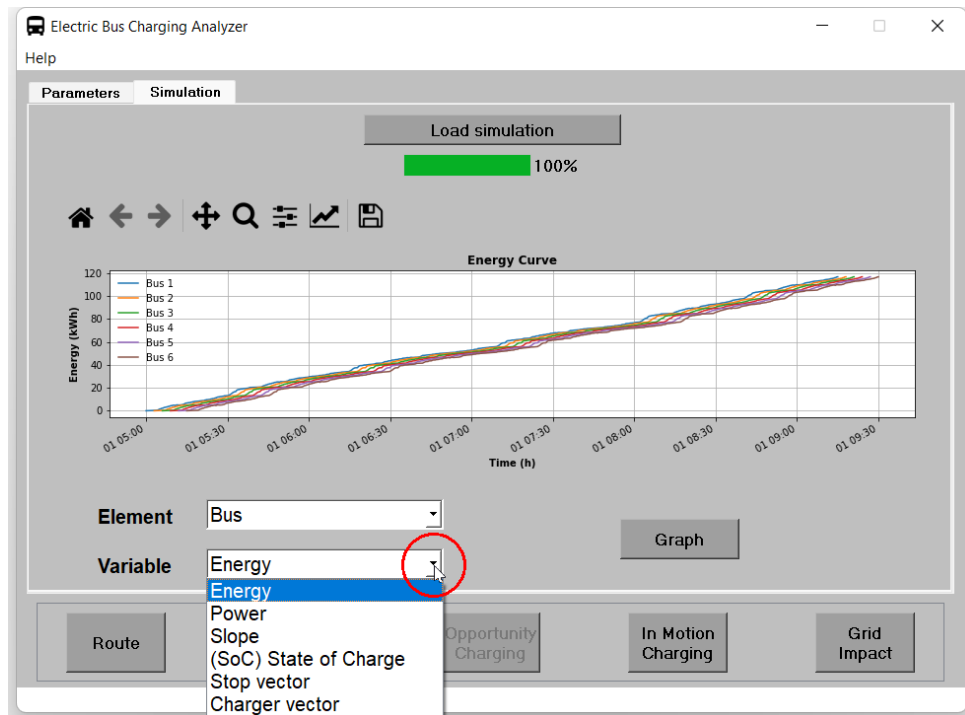 Electric Bus Charging Analyzer
Help
Parameters Simulation
Load simulation
100%
Energy Curve
Energy (kWh)
120
100
80
60
40
20
0
Bus 1
Bus 2
Bus 3
Bus 4
Bus 5
Bus 6
01 05:00 01 05:30 01 06:00 01 06:30 01 07:00 01 07:30 01 08:00 01 08:30 01 09:00 01 09:30
Time (h)
Element Bus
Graph
Variable Energy
Energy
Power
Slope
(SoC) State of Charge
Stop vector
Charger vector
Route
Opportunity
Charging
In Motion
Charging
Grid
Impact